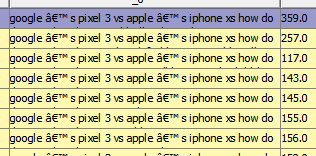 google â€™ s pixel 3 vs apple â€™ s iphone xs how do 359.0
google â€™ s pixel 3 vs apple â€™ s iphone xs how do 257.0
google â€™ s pixel 3 vs apple â€™ s iphone xs how do 117.0
google â€™ s pixel 3 vs apple â€™ s iphone xs how do 143.0
google â€™ s pixel 3 vs apple â€™ s iphone xs how do 145.0
google â€™ s pixel 3 vs apple â€™ s iphone xs how do 155.0
google â€™ s pixel 3 vs apple â€™ s iphone xs how do 156.0